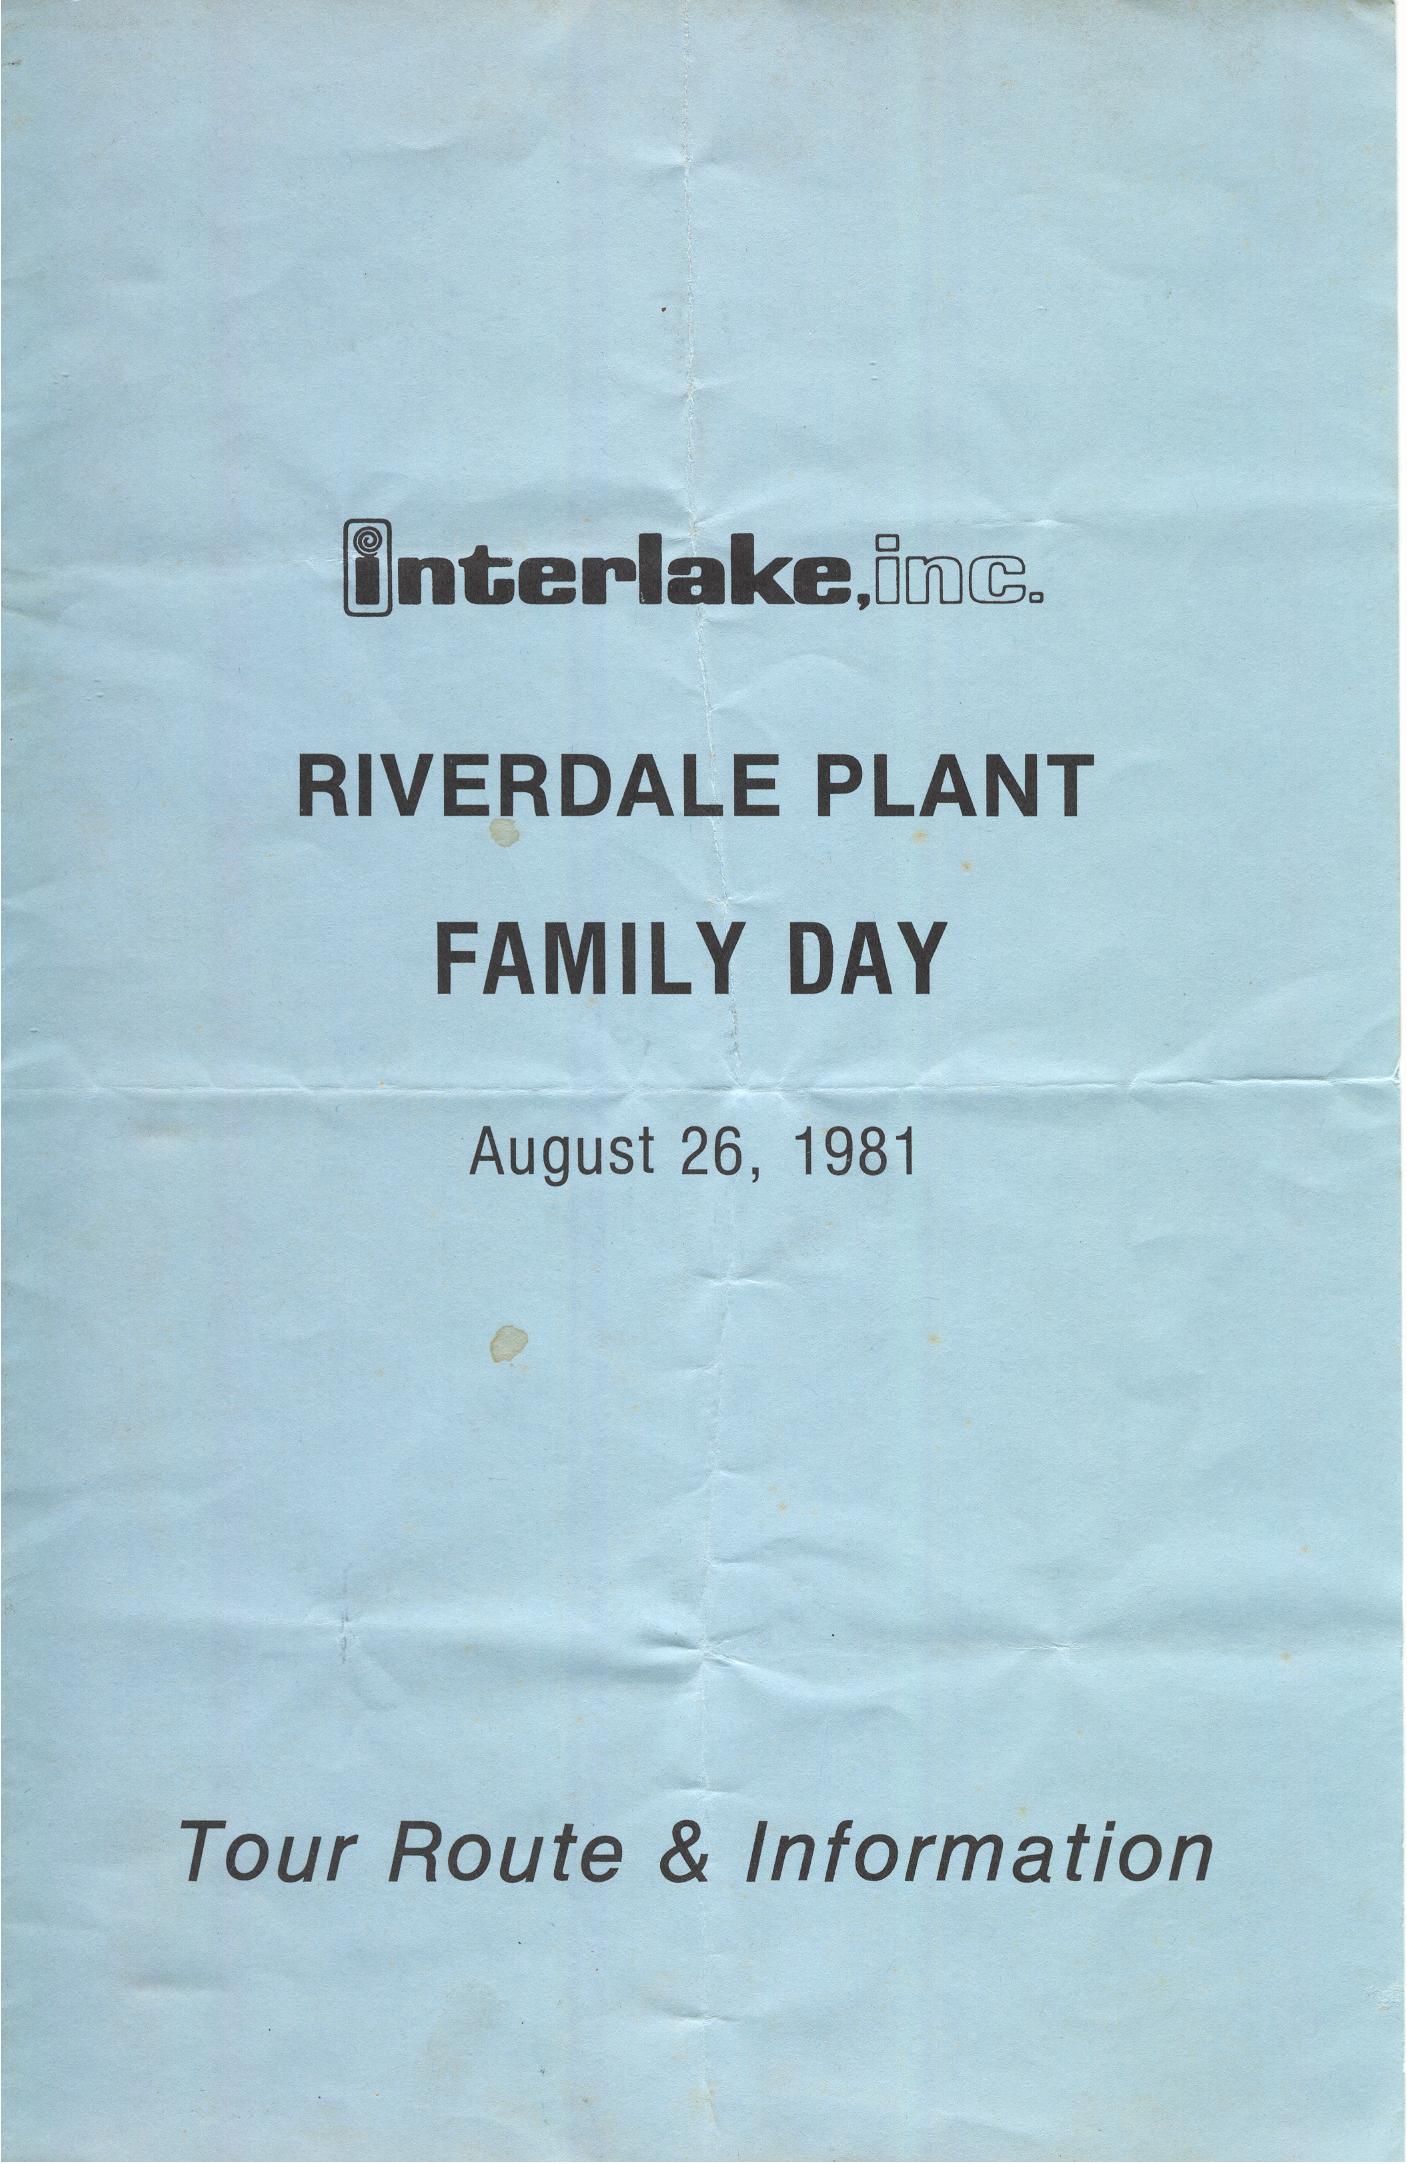 interlake, inc.
RIVERDALE PLANT
FAMILY DAY
August 26, 1981
Tour Route & Information